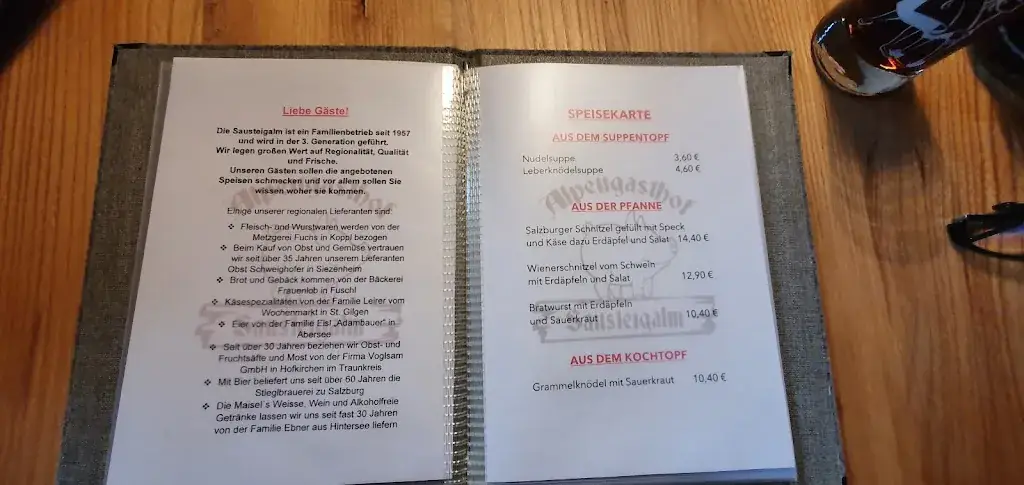 Liebe Gäste!
Die Sausteigalm ist ein Familienbetrieb seit 1957
und wird in der 3. Generation geführt.
Wir legen großen Wert auf Regionalität, Qualität
und Frische.
Unseren Gästen sollen die angebotenen
Speisen schmecken und vor allem sollen Sie
wissen woher sie kommen.
Einige unserer regionalen Lieferanten sind:
❖ Fleisch- und Wurstwaren werden von der
Metzgerei Fuchs in Koppl bezogen
❖ Beim Kauf von Obst und Gemüse vertrauen
wir seit über 35 Jahren unserem Lieferanten
Obst Schweighofer in Siezenheim
❖ Brot und Gebäck kommen von der Bäckerei
Frauenlob in Fuschl
❖ Käsespezialitäten von der Familie Leirer vom
Wochenmarkt in St. Gilgen
❖ Eier von der Familie Eisl „Adambauer" in
Abersee
❖ Seit über 30 Jahren beziehen wir Obst- und
Fruchtsäfte und Most von der Firma Voglsam
GmbH in Hofkirchen im Traunkreis
❖ Mit Bier beliefert uns seit über 60 Jahren die
Stieglbrauerei zu Salzburg
❖ Die Maisel´s Weisse, Wein und Alkoholfreie
Getränke lassen wir uns seit fast 30 Jahren
von der Familie Ebner aus Hintersee liefern
Alpengasthof
Sausteigalm
SPEISEKARTE
AUS DEM SUPPENTOPF
Nudelsuppe 3,60 €
Leberknödelsuppe 4,60 €
AUS DER PFANNE
Salzburger Schnitzel gefüllt mit Speck
und Käse dazu Erdäpfel und Salat 14,40 €
Wienerschnitzel vom Schwein
mit Erdäpfeln und Salat 12,90 €
Bratwurst mit Erdäpfeln
und Sauerkraut 10,40 €
AUS DEM KOCHTOPF
Grammelknödel mit Sauerkraut 10,40 €
Alpengasthof
Sausteigalm